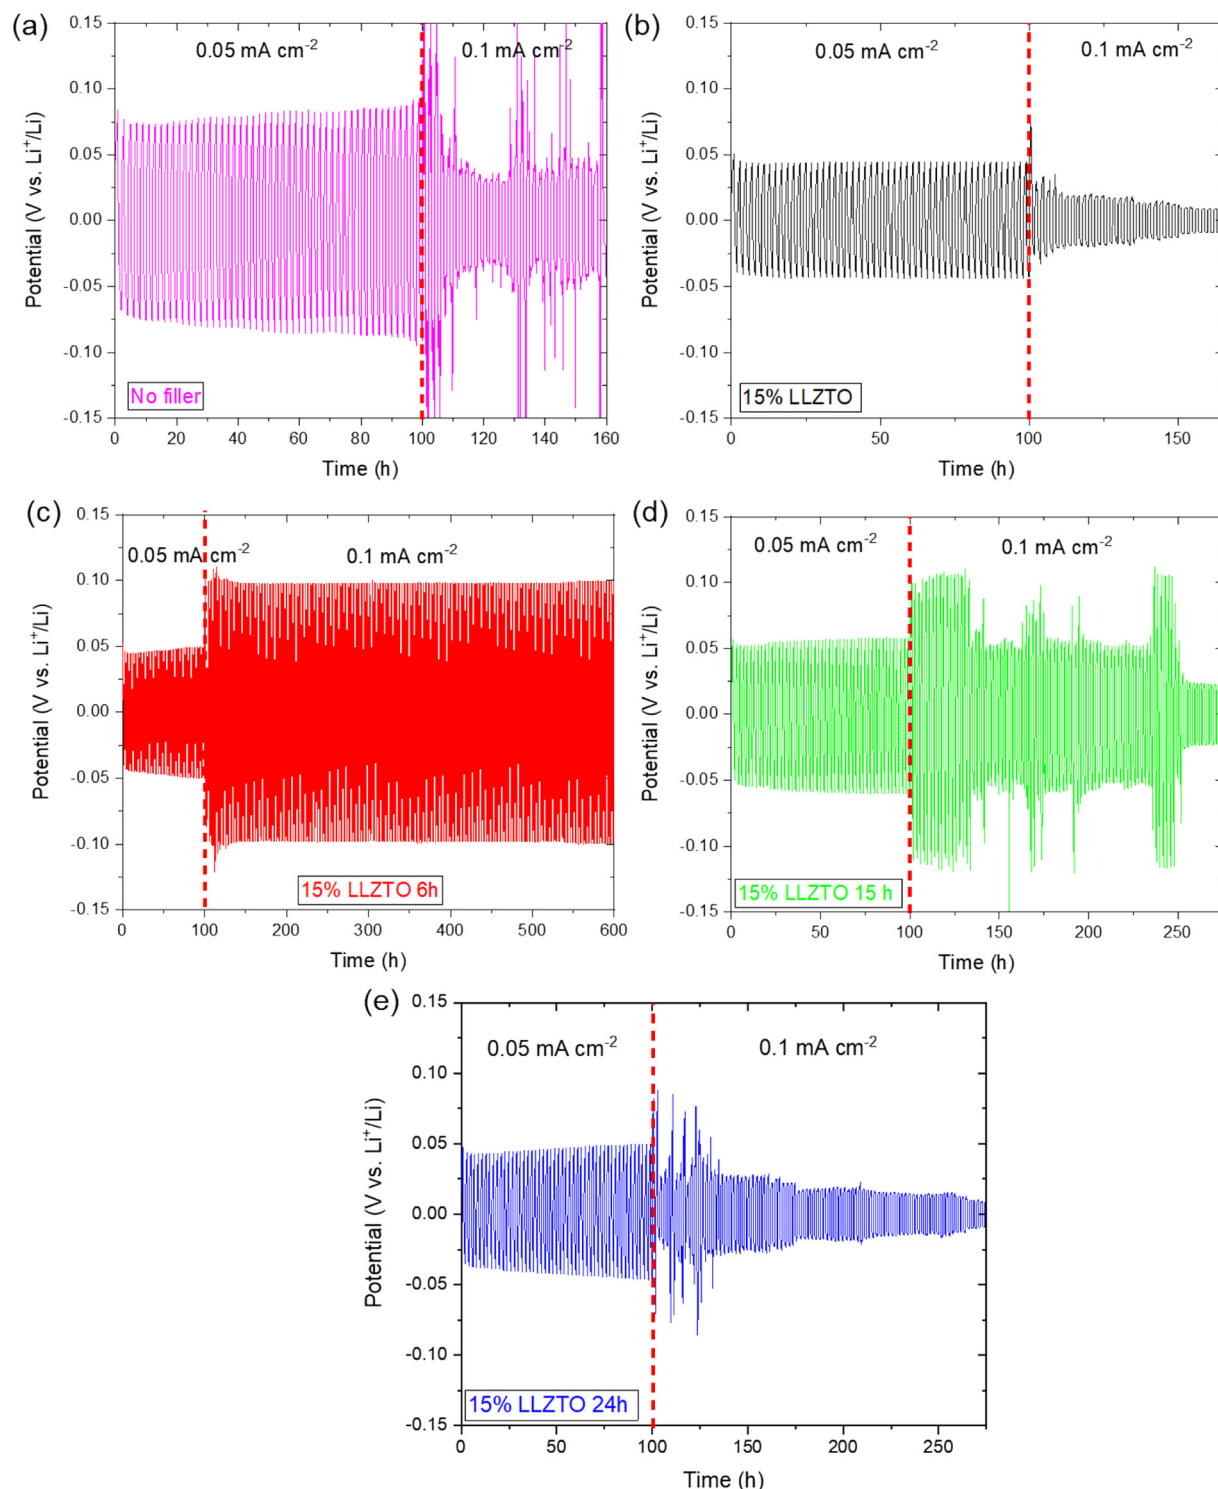 (a)
0.15
0.10
0.05
0.00
-0.05
-0.10
-0.15
Potential (V vs. Li⁺/Li)
0.05 mA cm⁻²
0.1 mA cm⁻²
No filler
0 20 40 60 80 100 120 140 160
Time (h)
(b)
0.15
0.10
0.05
0.00
-0.05
-0.10
-0.15
Potential (V vs. Li⁺/Li)
0.05 mA cm⁻²
0.1 mA cm⁻²
15% LLZTO
0 50 100 150
Time (h)
(c)
0.15
0.10
0.05
0.00
-0.05
-0.10
-0.15
Potential (V vs. Li⁺/Li)
0.05 mA cm⁻²
0.1 mA cm⁻²
15% LLZTO 6h
0 100 200 300 400 500 600
Time (h)
(d)
0.15
0.10
0.05
0.00
-0.05
-0.10
-0.15
Potential (V vs. Li⁺/Li)
0.05 mA cm⁻²
0.1 mA cm⁻²
15% LLZTO 15 h
0 50 100 150 200 250
Time (h)
(e)
0.15
0.10
0.05
0.00
-0.05
-0.10
-0.15
Potential (V vs. Li⁺/Li)
0.05 mA cm⁻²
0.1 mA cm⁻²
15% LLZTO 24h
0 50 100 150 200 250
Time (h)